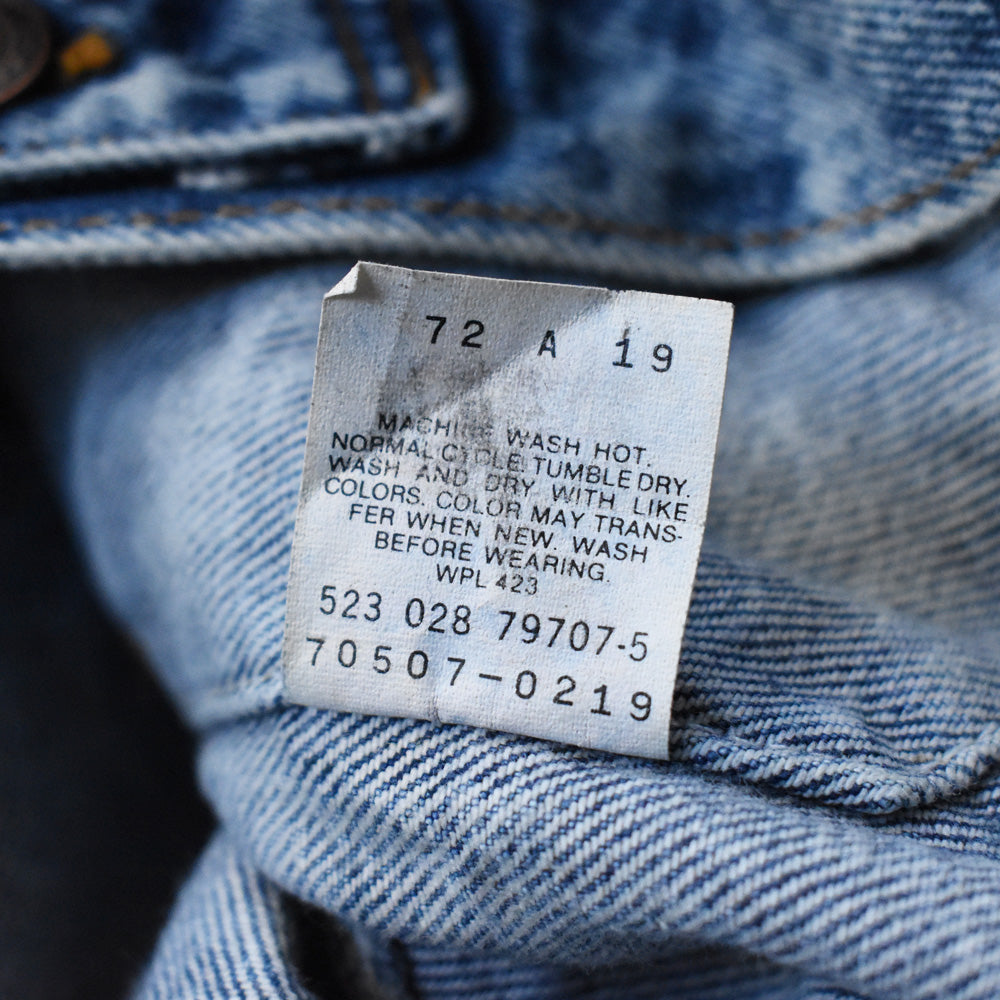 72 A 19
MACHINE WASH HOT.
NORMAL CYCLE. TUMBLE DRY.
WASH AND DRY WITH LIKE
COLORS. COLOR MAY TRANS-
FER WHEN NEW, WASH
BEFORE WEARING.
WPL 423
523 028 79707-5
70507-0219